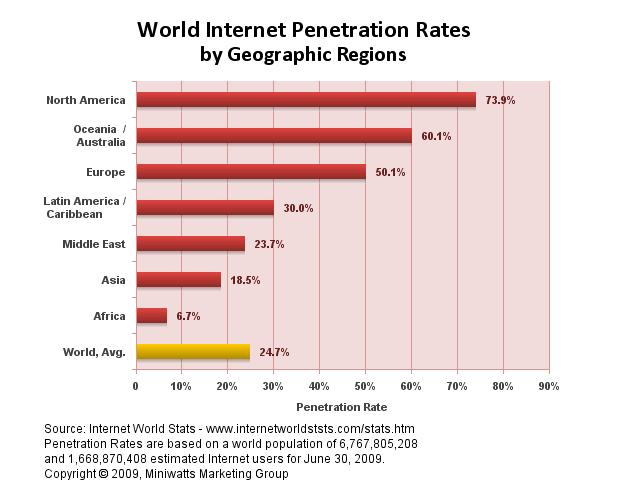 World Internet Penetration Rates
by Geographic Regions
North America
73.9%
Oceania /
Australia
60.1%
Europe
50.1%
Latin America /
Caribbean
30.0%
Middle East
23.7%
Asia
18.5%
Africa
6.7%
World, Avg.
24.7%
0 10% 20% 30% 40% 50% 60% 70% 80% 90%
Penetration Rate
Source: Internet World Stats - www.internetworldststs.com/stats.htm
Penetration Rates are based on a world population of 6,767,805,208
and 1,668,870,408 estimated Internet users for June 30, 2009.
Copyright © 2009, Miniwatts Marketing Group